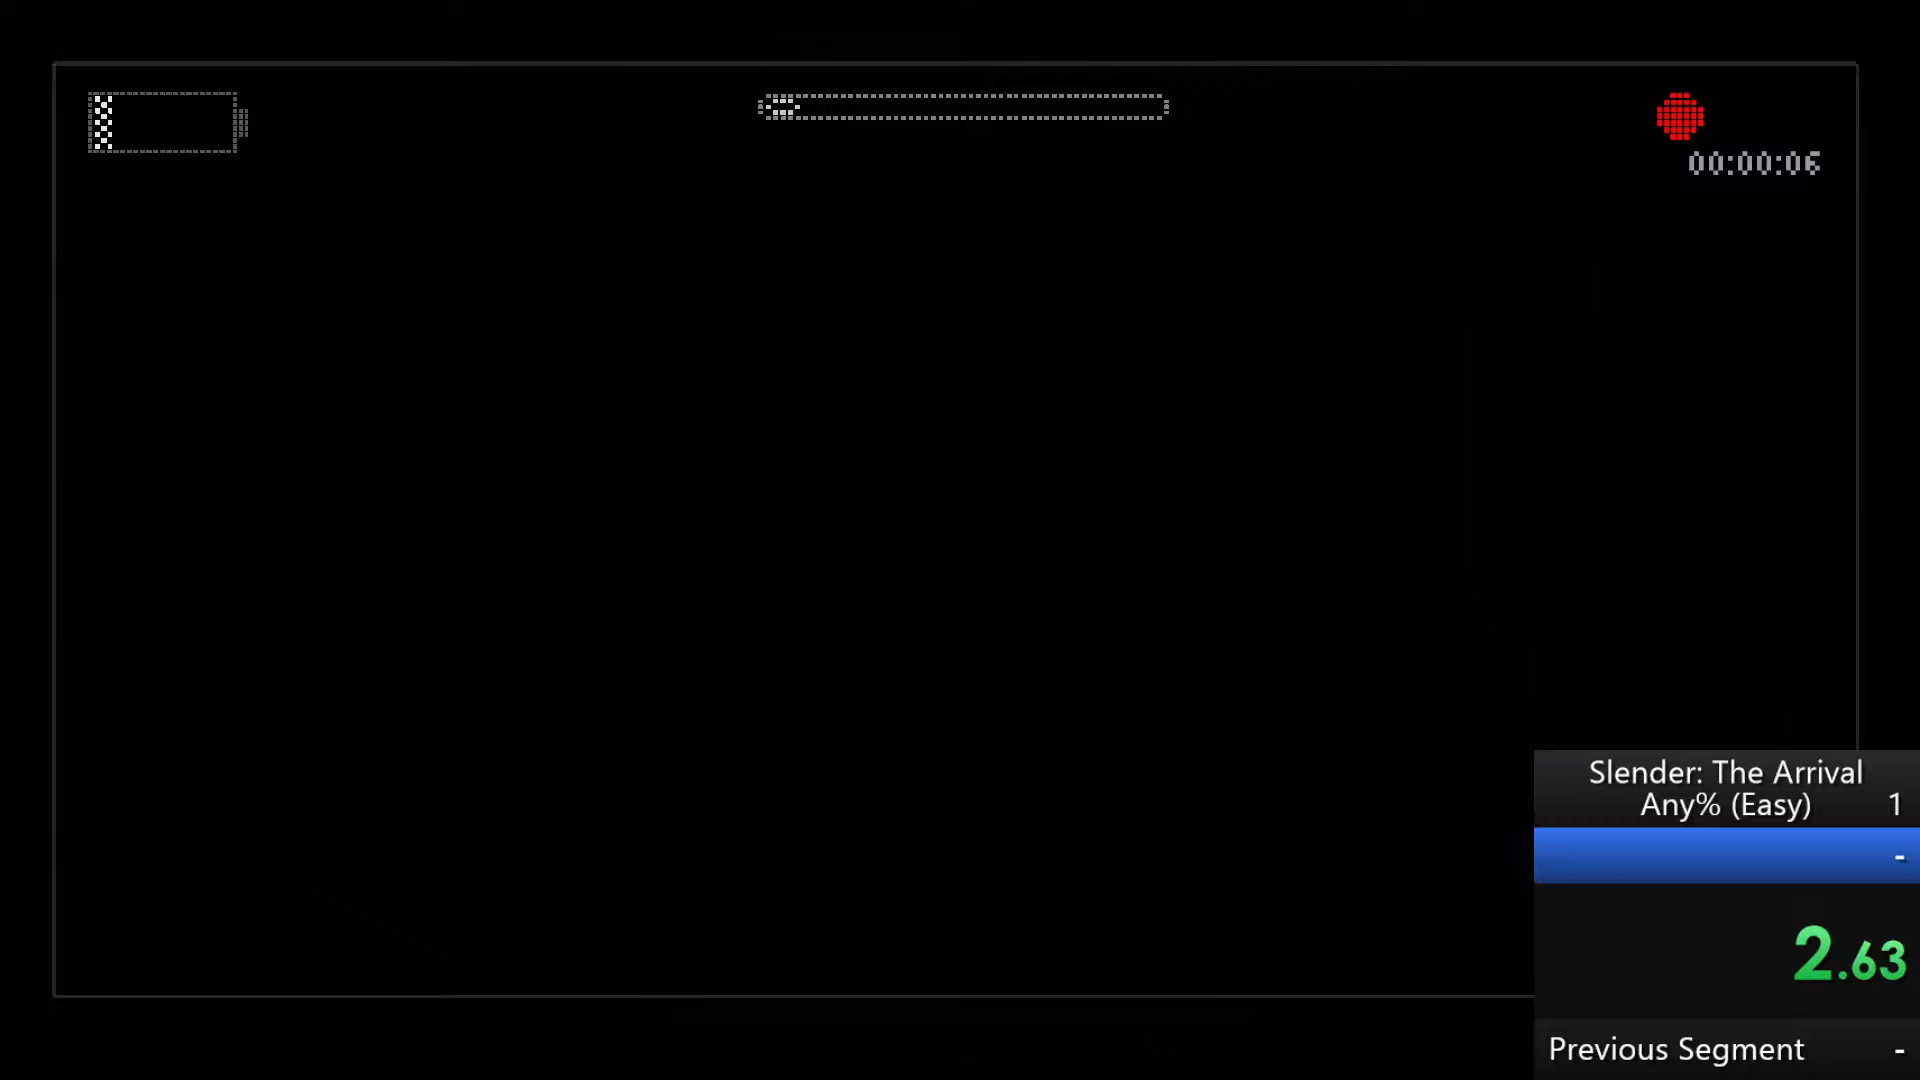 00:00:06
Slender: The Arrival
Any% (Easy) 1
-
2.63
Previous Segment -